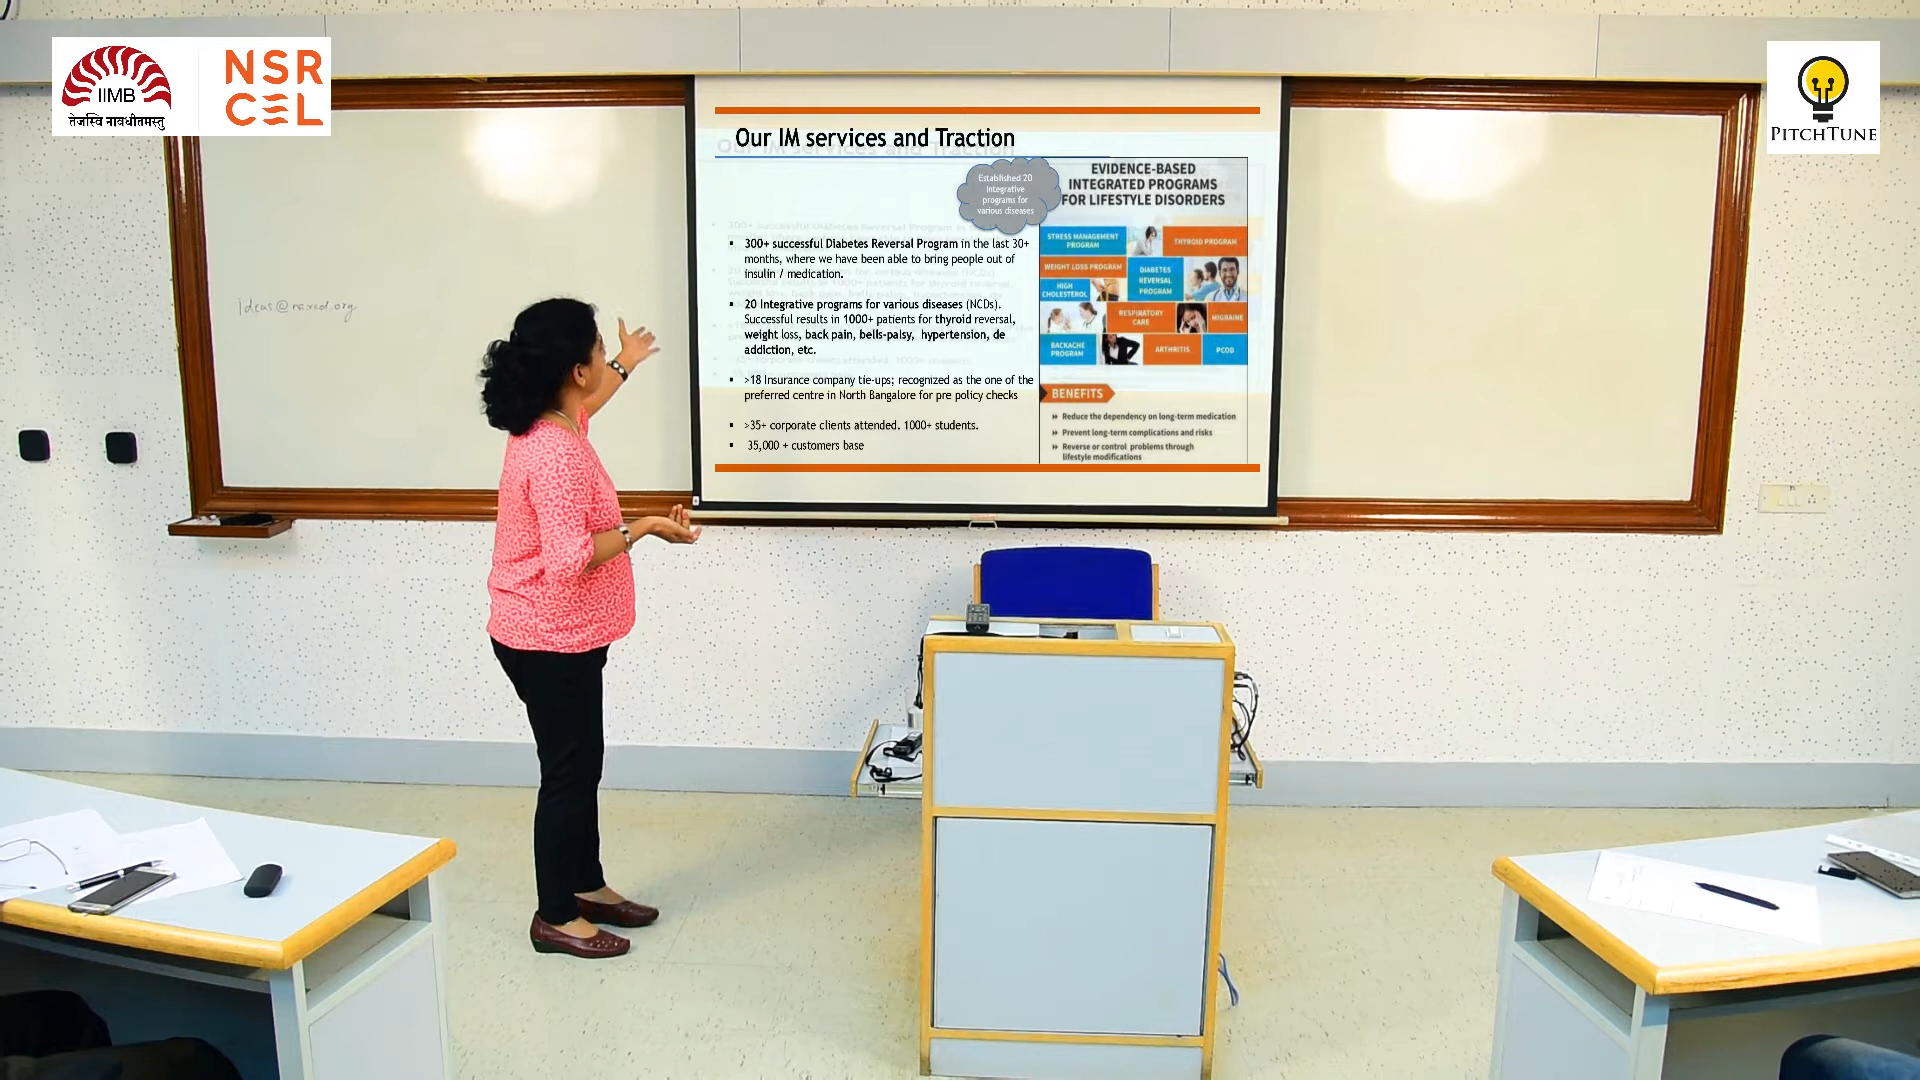 IIMB
तेजस्वि नावधीतमस्तु
NSR
CEL
PITCHTUNE
Our IM services and Traction
Established 20
Integrative
programs for
various diseases
▪ 300+ successful Diabetes Reversal Program in the last 30+
months, where we have been able to bring people out of
insulin / medication.
▪ 20 Integrative programs for various diseases (NCDs).
Successful results in 1000+ patients for thyroid reversal,
weight loss, back pain, bells-palsy, hypertension, de
addiction, etc.
▪ >18 Insurance company tie-ups; recognized as the one of the
preferred centre in North Bangalore for pre policy checks
▪ >35+ corporate clients attended. 1000+ students.
▪ 35,000 + customers base
EVIDENCE-BASED
INTEGRATED PROGRAMS
FOR LIFESTYLE DISORDERS
STRESS MANAGEMENT
PROGRAM
THYROID PROGRAM
WEIGHT LOSS PROGRAM
DIABETES
REVERSAL
PROGRAM
HIGH
CHOLESTEROL
RESPIRATORY
CARE
MIGRAINE
BACKACHE
PROGRAM
ARTHRITIS
PCOD
BENEFITS
Reduce the dependency on long-term medication
Prevent long-term complications and risks
Reverse or control problems through
lifestyle modifications